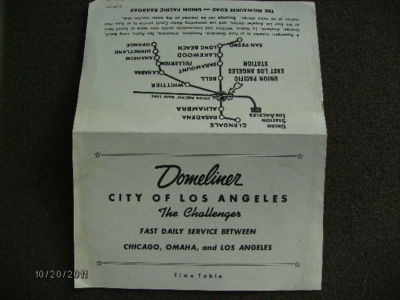 Domeliner
CITY OF LOS ANGELES
The Challenger
FAST DAILY SERVICE BETWEEN
CHICAGO, OMAHA, and LOS ANGELES
Time Table
THE MILWAUKEE ROAD — UNION PACIFIC RAILROAD
ORANGE
DISNEYLAND
ANAHEIM
FULLERTON
LA HABRA
WHITTIER
PARAMOUNT
LAKEWOOD
LONG BEACH
SAN PEDRO
BELL
UNION PACIFIC
EAST LOS ANGELES
STATION
UNION PACIFIC MAIN LINE
ALHAMBRA
PASADENA
GLENDALE
UNION
STATION
LOS ANGELES
10/20/2011